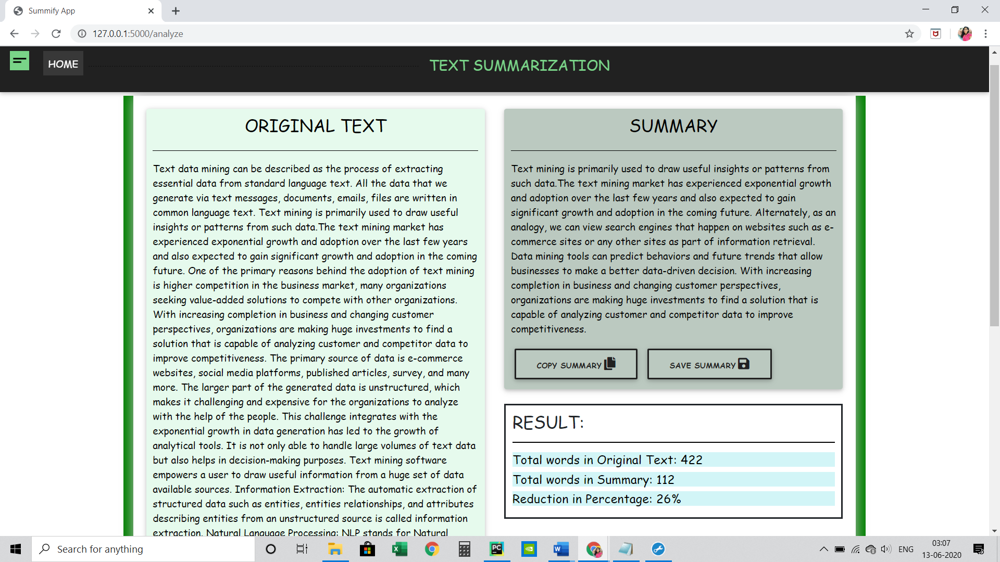 Summify App
127.0.0.1:5000/analyze
HOME
TEXT SUMMARIZATION
ORIGINAL TEXT
Text data mining can be described as the process of extracting
essential data from standard language text. All the data that we
generate via text messages, documents, emails, files are written in
common language text. Text mining is primarily used to draw useful
insights or patterns from such data.The text mining market has
experienced exponential growth and adoption over the last few years
and also expected to gain significant growth and adoption in the coming
future. One of the primary reasons behind the adoption of text mining
is higher competition in the business market, many organizations
seeking value-added solutions to compete with other organizations.
With increasing completion in business and changing customer
perspectives, organizations are making huge investments to find a
solution that is capable of analyzing customer and competitor data to
improve competitiveness. The primary source of data is e-commerce
websites, social media platforms, published articles, survey, and many
more. The larger part of the generated data is unstructured, which
makes it challenging and expensive for the organizations to analyze
with the help of the people. This challenge integrates with the
exponential growth in data generation has led to the growth of
analytical tools. It is not only able to handle large volumes of text data
but also helps in decision-making purposes. Text mining software
empowers a user to draw useful information from a huge set of data
available sources. Information Extraction: The automatic extraction of
structured data such as entities, entities relationships, and attributes
describing entities from an unstructured source is called information
extraction. Natural Language Processing: NLP stands for Natural
SUMMARY
Text mining is primarily used to draw useful insights or patterns from
such data.The text mining market has experienced exponential growth
and adoption over the last few years and also expected to gain
significant growth and adoption in the coming future. Alternately, as an
analogy, we can view search engines that happen on websites such as e-
commerce sites or any other sites as part of information retrieval.
Data mining tools can predict behaviors and future trends that allow
businesses to make a better data-driven decision. With increasing
completion in business and changing customer perspectives,
organizations are making huge investments to find a solution that is
capable of analyzing customer and competitor data to improve
competitiveness.
COPY SUMMARY
SAVE SUMMARY
RESULT:
Total words in Original Text: 422
Total words in Summary: 112
Reduction in Percentage: 26%
Search for anything
PC
ENG
03:07
13-06-2020